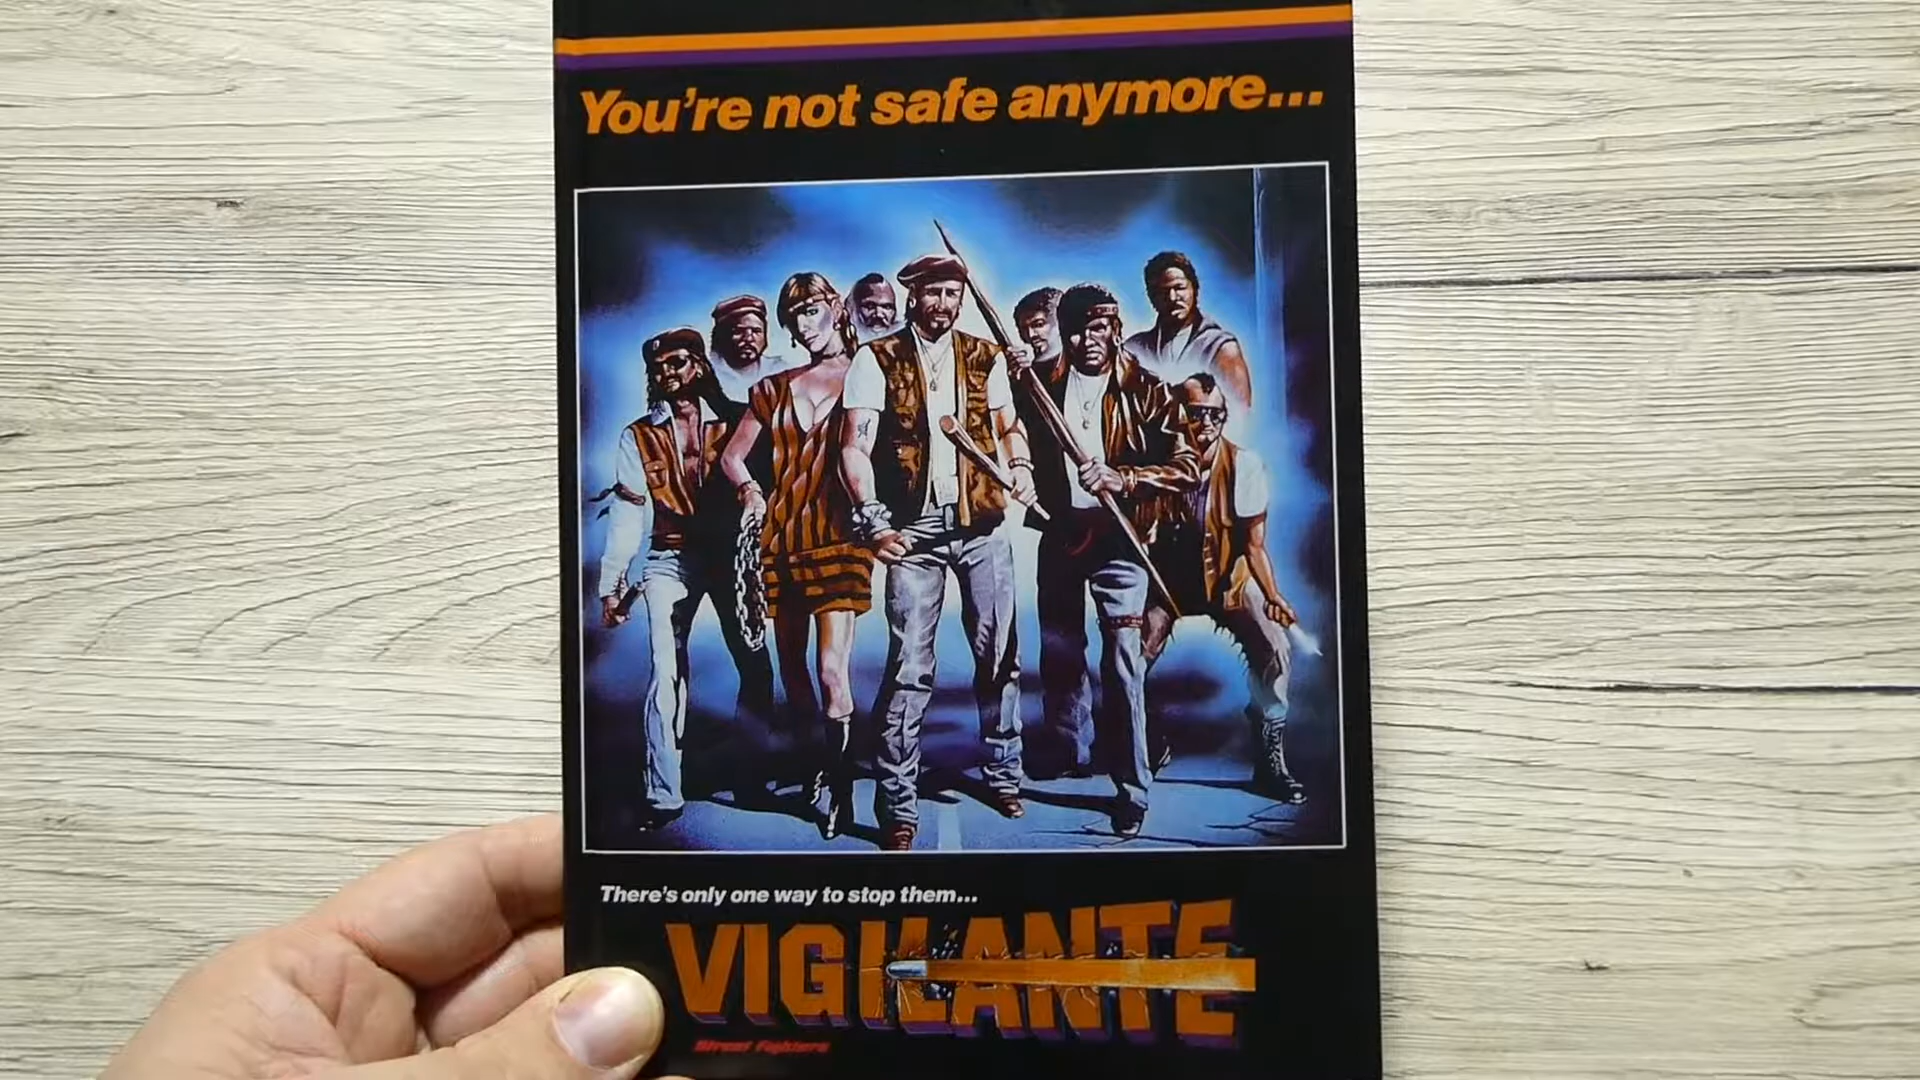 You're not safe anymore...
There's only one way to stop them...
VIGILANTE
Street Fighters